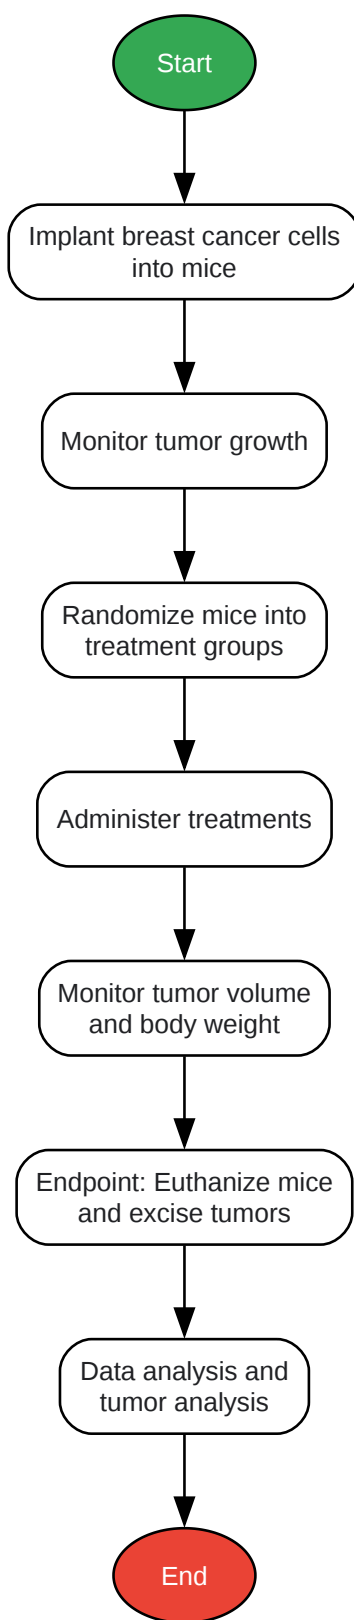 Start
Implant breast cancer cells
into mice
Monitor tumor growth
Randomize mice into
treatment groups
Administer treatments
Monitor tumor volume
and body weight
Endpoint: Euthanize mice
and excise tumors
Data analysis and
tumor analysis
End